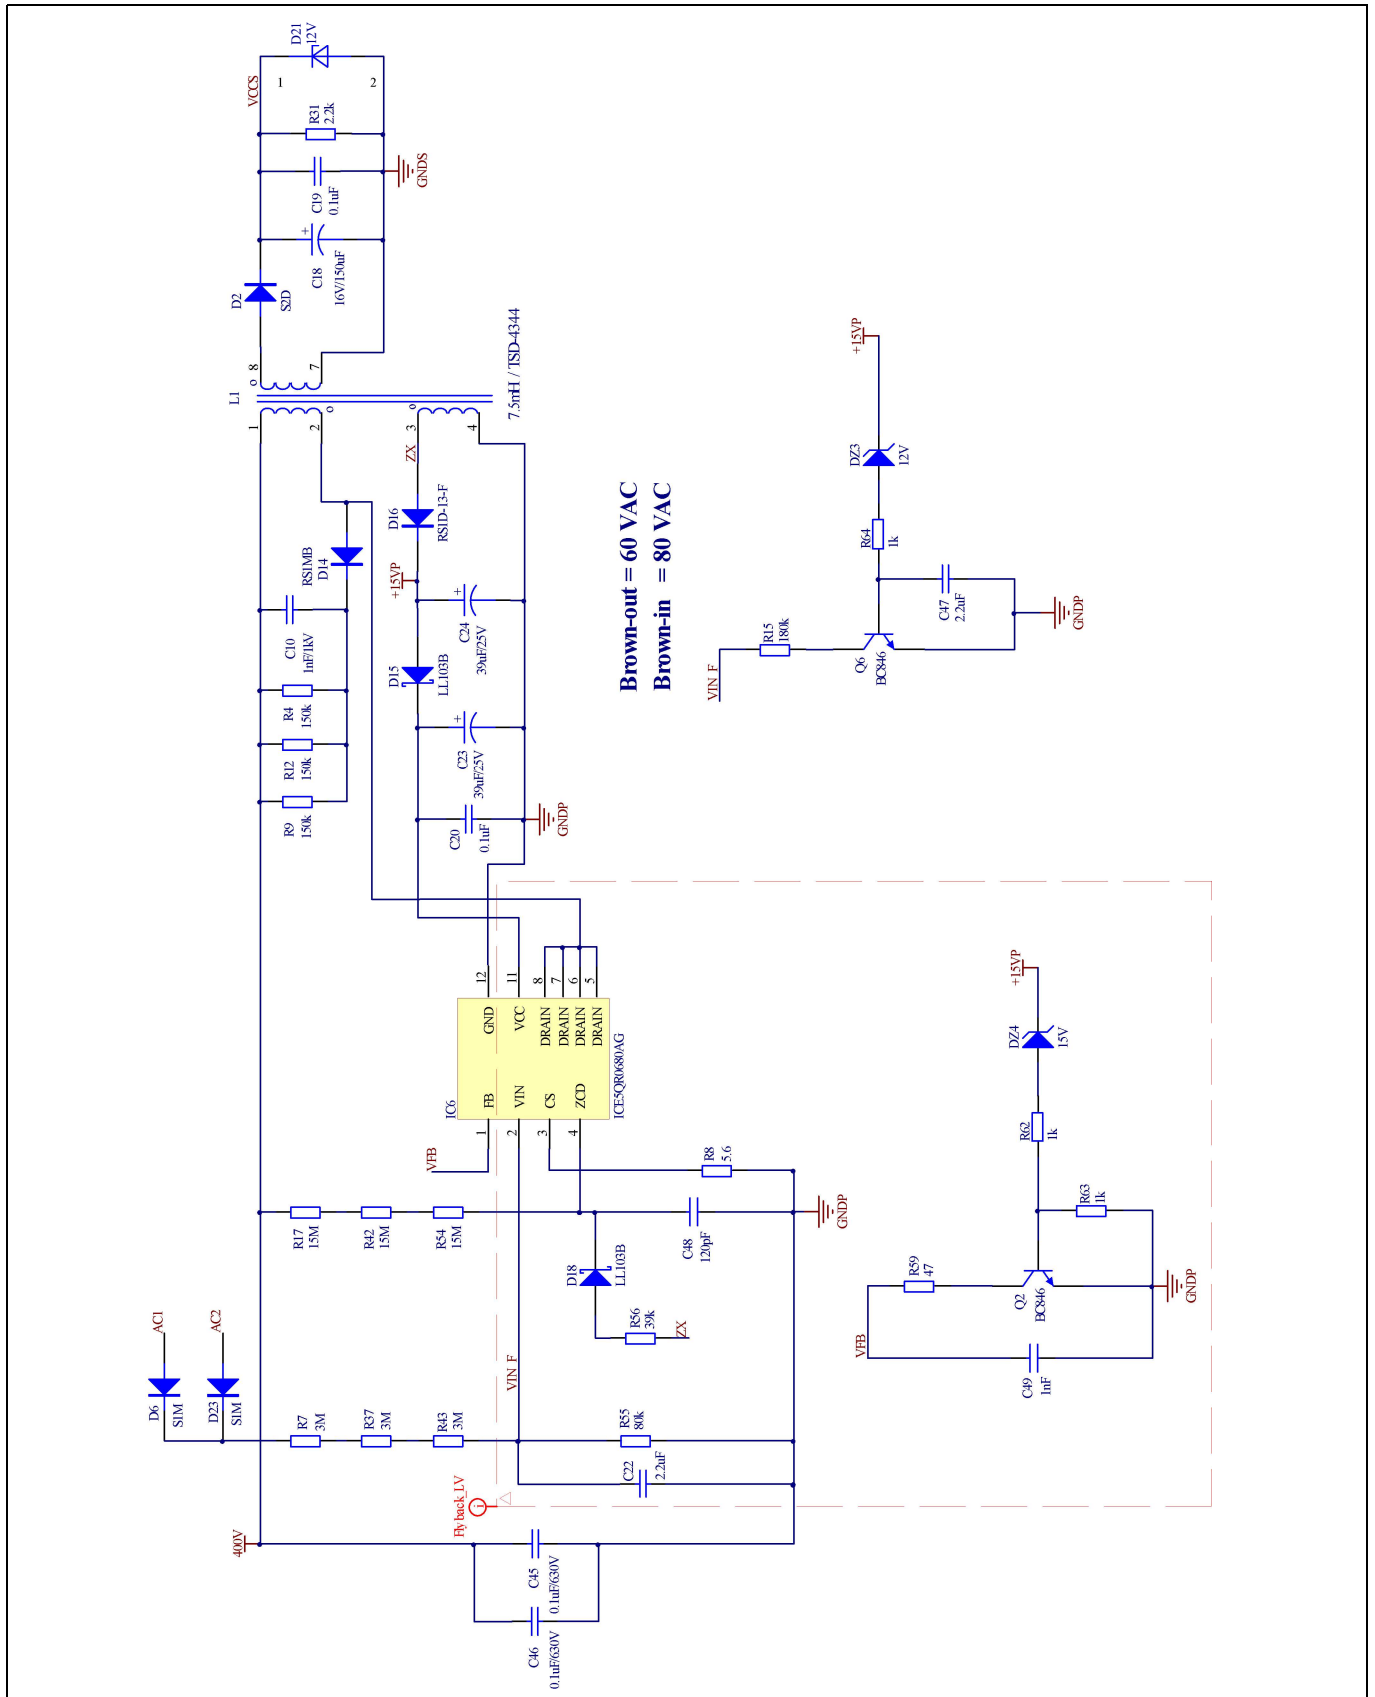 D21
12V
VCCS
1
2
R31
2.2k
C19
0.1uF
GNDS
+
C18
16V/150uF
D2
S2D
L1
8
7
1
2
3
4
ZX
7.5mH / TSD-4344
D16
RS1D-13-F
RS1MB
D14
+15VP
C10
1nF/1kV
+
C24
39uF/25V
D15
LL103B
R4
150k
+
C23
39uF/25V
R12
150k
R9
150k
C20
0.1uF
GNDP
Brown-out = 60 VAC
Brown-in = 80 VAC
+15VP
DZ3
12V
R64
1k
C47
2.2uF
GNDP
R15
180k
Q6
BC846
VIN_F
IC6
ICE5QR0680AG
12
11
8
7
6
5
GND
VCC
DRAIN
DRAIN
DRAIN
DRAIN
FB
VIN
CS
ZCD
1
2
3
4
VFB
R8
5.6
R17
15M
R42
15M
R54
15M
C48
120pF
GNDP
D18
LL103B
R56
39k
ZX
AC1
AC2
D6
S1M
D23
S1M
R7
3M
R37
3M
R43
3M
VIN_F
R55
80k
C22
2.2uF
Flyback_LV
i
400V
C45
0.1uF/630V
C46
0.1uF/630V
+15VP
DZ4
15V
R62
1k
R63
1k
R59
47
Q2
BC846
GNDP
VFB
C49
1nF